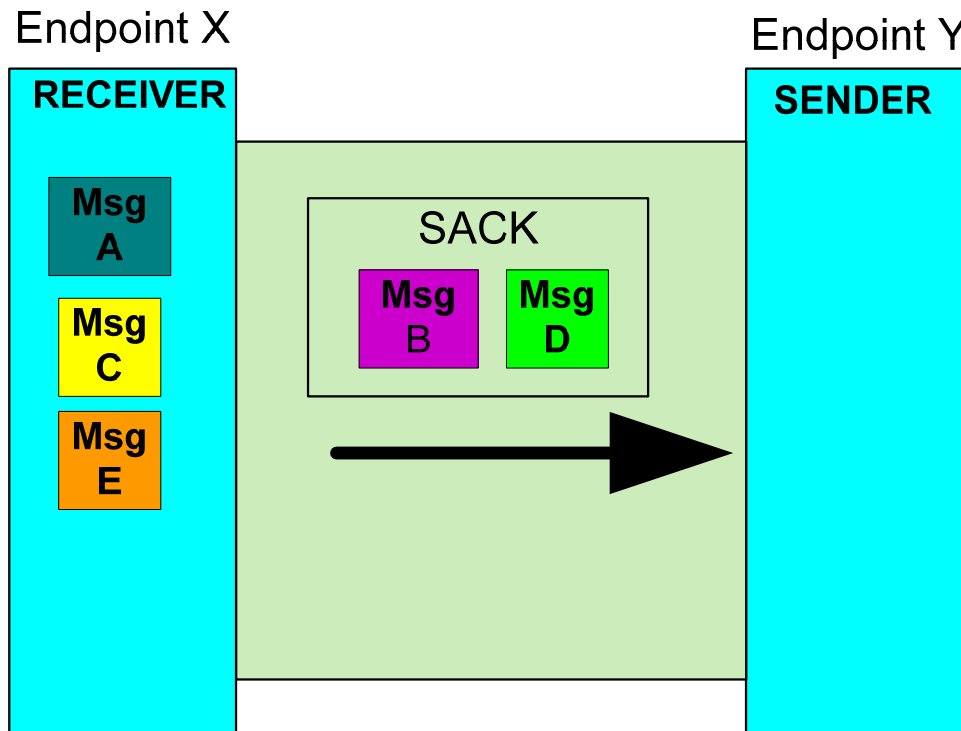 Endpoint X
Endpoint Y
RECEIVER
SENDER
Msg
A
Msg
C
Msg
E
SACK
Msg
B
Msg
D